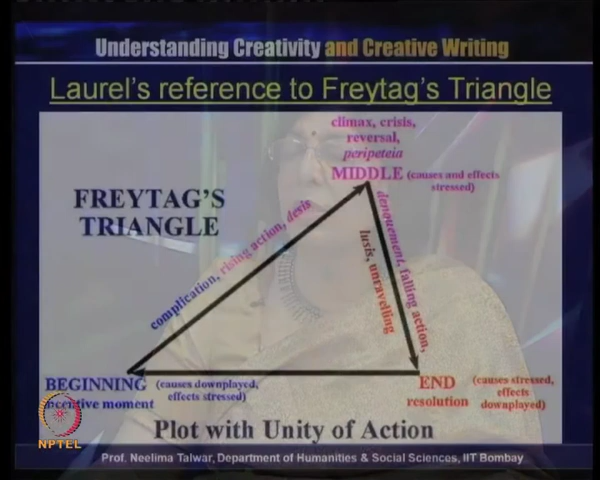 Understanding Creativity and Creative Writing
Laurel's reference to Freytag's Triangle
climax, crisis,
reversal,
peripeteia
MIDDLE (causes and effects
stressed)
FREYTAG'S
TRIANGLE
complication, rising action, desis
denouement, falling action,
lusis, unravelling
BEGINNING (causes downplayed,
effects stressed)
moment
END (causes stressed,
effects
downplayed)
resolution
Plot with Unity of Action
NPTEL
Prof. Neelima Talwar, Department of Humanities & Social Sciences, IIT Bombay